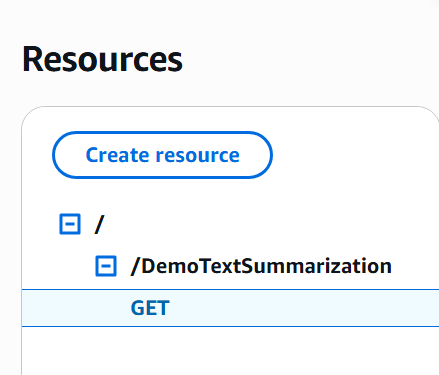 Resources
Create resource
/
/DemoTextSummarization
GET